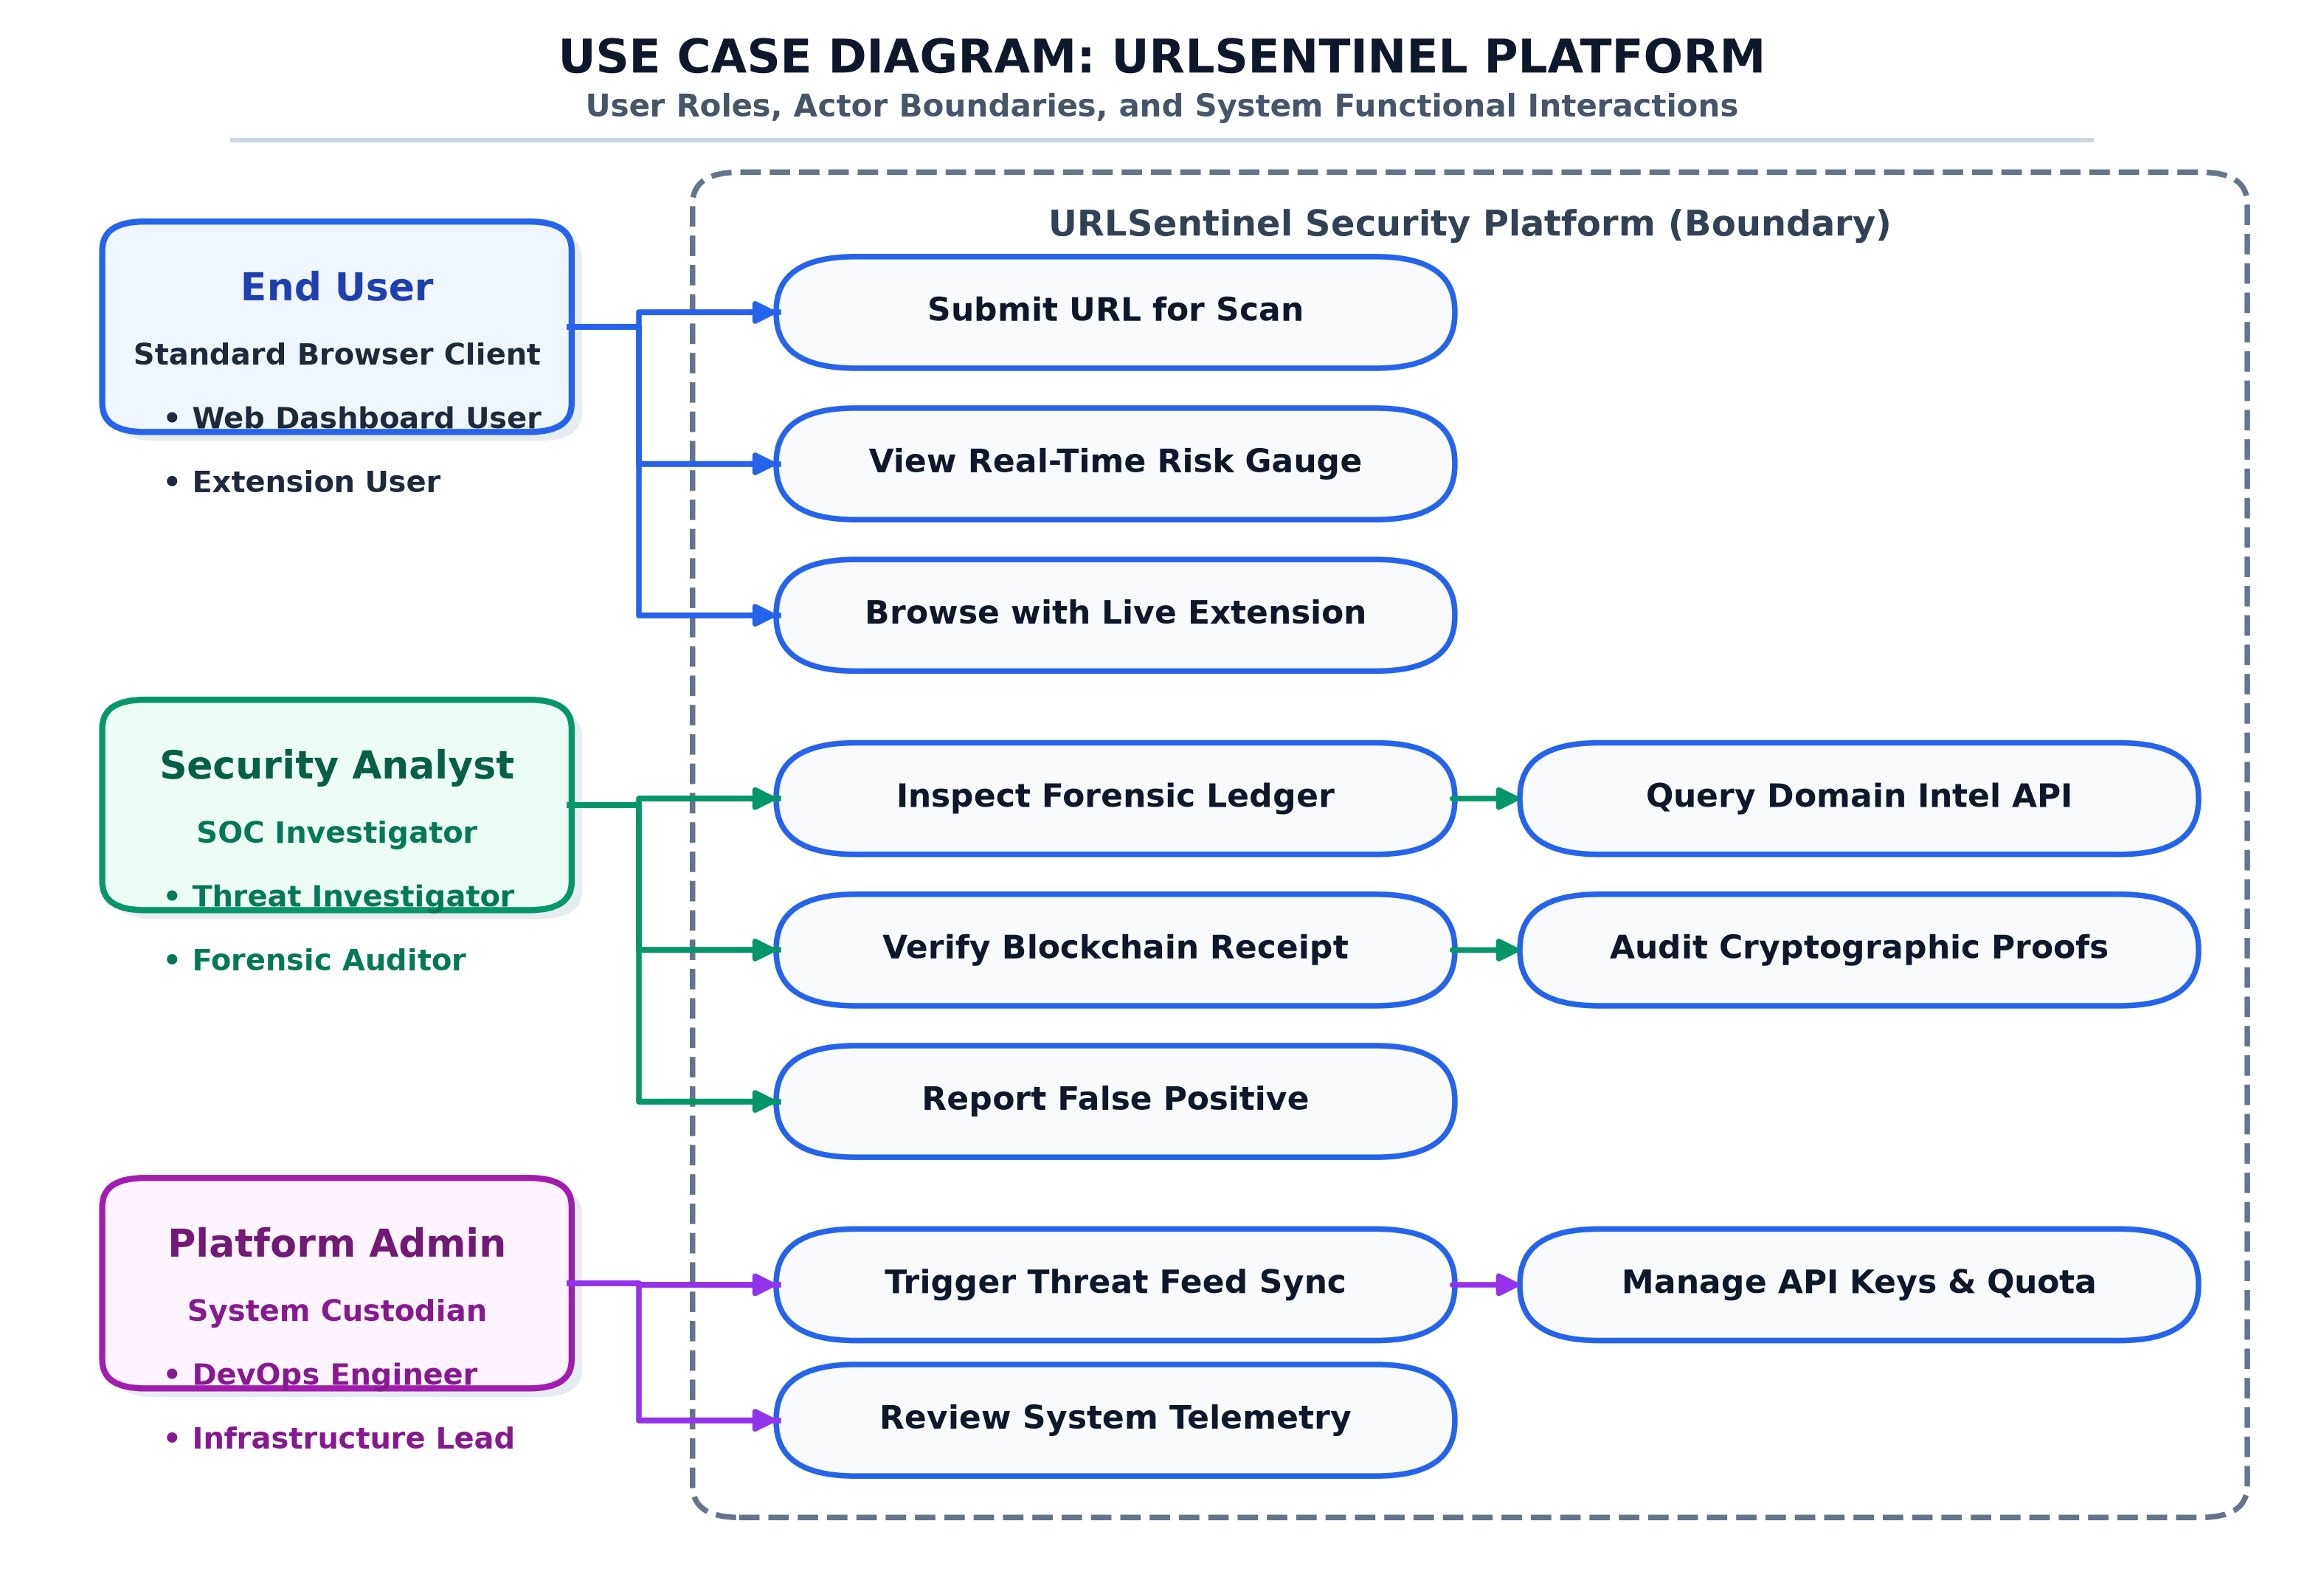 USE CASE DIAGRAM: URLSENTINEL PLATFORM
User Roles, Actor Boundaries, and System Functional Interactions
URLSentinel Security Platform (Boundary)
End User
Standard Browser Client
• Web Dashboard User
• Extension User
Submit URL for Scan
View Real-Time Risk Gauge
Browse with Live Extension
Security Analyst
SOC Investigator
• Threat Investigator
• Forensic Auditor
Inspect Forensic Ledger
Query Domain Intel API
Verify Blockchain Receipt
Audit Cryptographic Proofs
Report False Positive
Platform Admin
System Custodian
• DevOps Engineer
• Infrastructure Lead
Trigger Threat Feed Sync
Manage API Keys & Quota
Review System Telemetry